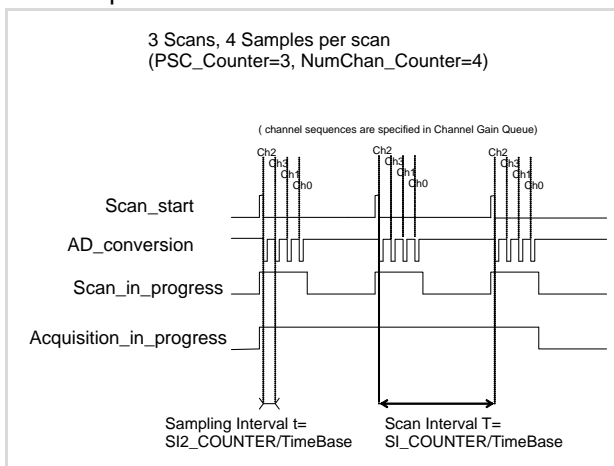 3 Scans, 4 Samples per scan
(PSC_Counter=3, NumChan_Counter=4)
( channel sequences are specified in Channel Gain Queue)
Ch2 Ch2 Ch2
Ch3 Ch3 Ch3
Ch1 Ch1 Ch1
Ch0 Ch0 Ch0
Scan_start
AD_conversion
Scan_in_progress
Acquisition_in_progress
Sampling Interval t=
SI2_COUNTER/TimeBase
Scan Interval T=
SI_COUNTER/TimeBase